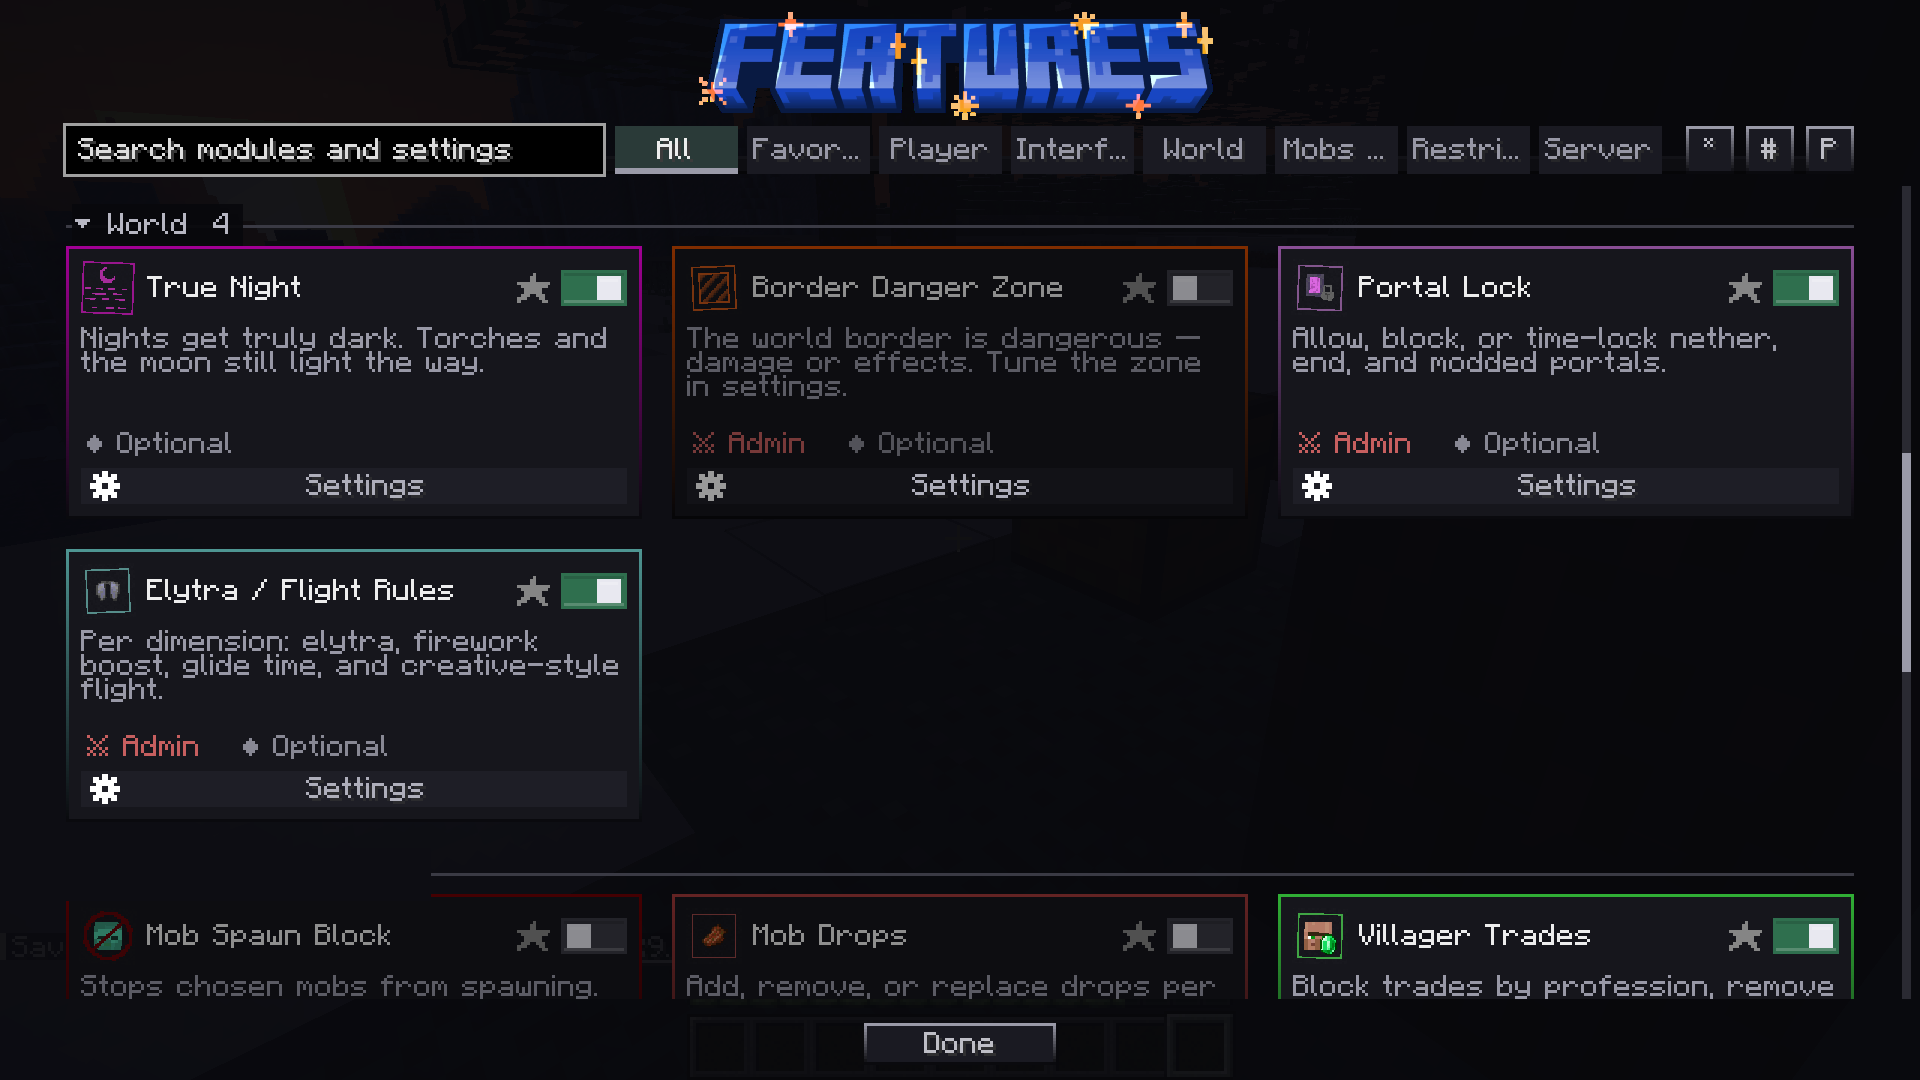 FEATURES
Search modules and settings
All
Favor...
Player
Interf...
World
Mobs ...
Restri...
Server
*
#
P
World 4
True Night
Nights get truly dark. Torches and
the moon still light the way.
Optional
Settings
Border Danger Zone
The world border is dangerous —
damage or effects. Tune the zone
in settings.
Admin
Optional
Settings
Portal Lock
Allow, block, or time-lock nether,
end, and modded portals.
Admin
Optional
Settings
Elytra / Flight Rules
Per dimension: elytra, firework
boost, glide time, and creative-style
flight.
Admin
Optional
Settings
Mob Spawn Block
Stops chosen mobs from spawning.
Mob Drops
Add, remove, or replace drops per
Villager Trades
Block trades by profession, remove
Done